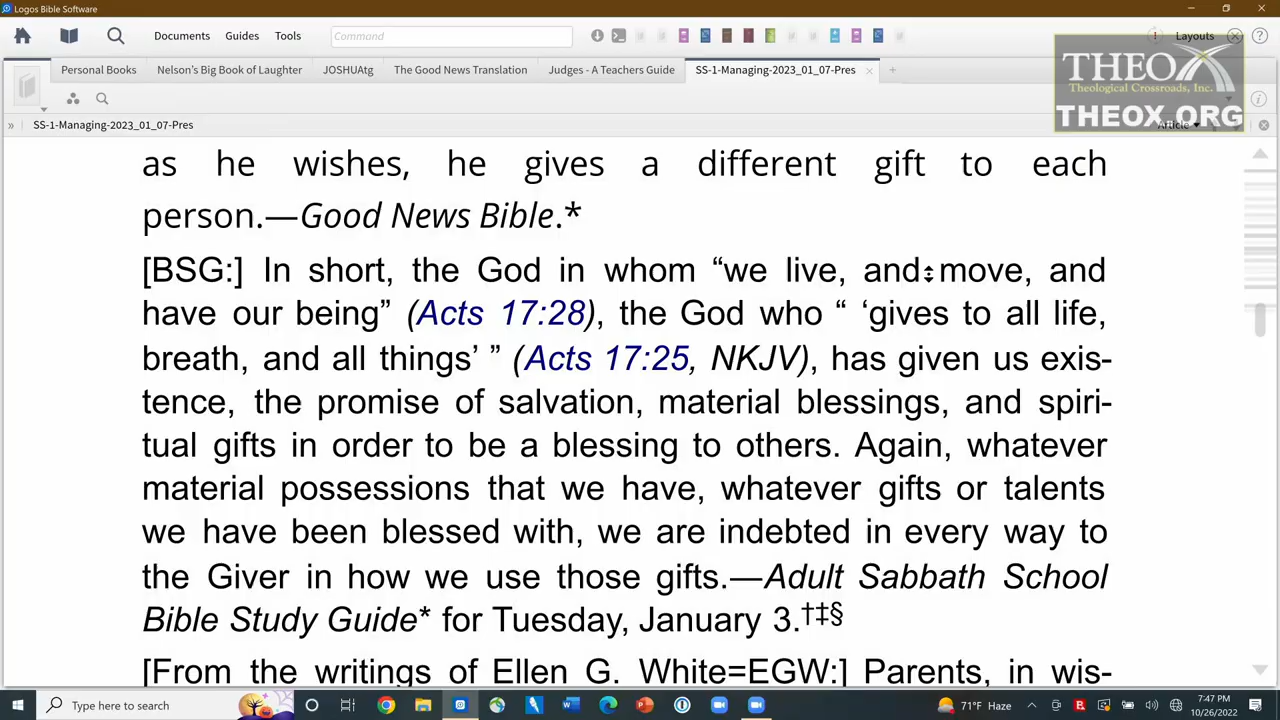 Logos Bible Software
Documents Guides Tools Command Layouts
THEOX
Theological Crossroads, Inc.
THEOX.ORG
Personal Books Nelson's Big Book of Laughter JOSHUAtg The Good News Translation Judges - A Teachers Guide SS-1-Managing-2023_01_07-Pres
SS-1-Managing-2023_01_07-Pres Article
as he wishes, he gives a different gift to each
person.—Good News Bible.*
[BSG:] In short, the God in whom “we live, and move, and
have our being” (Acts 17:28), the God who “ ‘gives to all life,
breath, and all things’ ” (Acts 17:25, NKJV), has given us exis-
tence, the promise of salvation, material blessings, and spiri-
tual gifts in order to be a blessing to others. Again, whatever
material possessions that we have, whatever gifts or talents
we have been blessed with, we are indebted in every way to
the Giver in how we use those gifts.—Adult Sabbath School
Bible Study Guide* for Tuesday, January 3.†‡§
[From the writings of Ellen G. White=EGW:] Parents, in wis-
Type here to search
71°F Haze
7:47 PM
10/26/2022